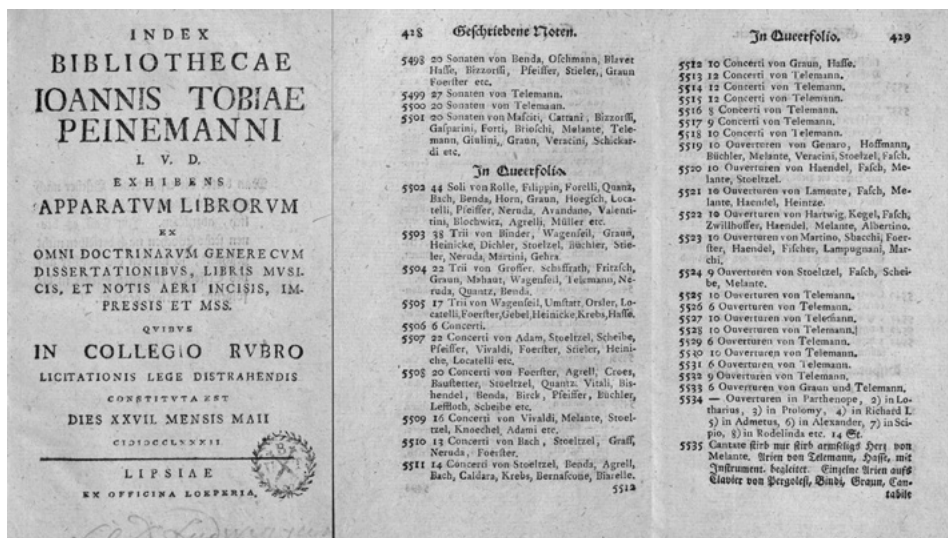 INDEX
BIBLIOTHECAE
IOANNIS TOBIAE
PEINEMANNI
I. V. D.
EXHIBENS
APPARATVM LIBRORVM
EX
OMNI DOCTRINARVM GENERE CVM
DISSERTATIONIBVS, LIBRIS MVSI-
CIS, ET NOTIS AERI INCISIS, IM-
PRESSIS ET MSS.
QVIBVS
IN COLLEGIO RVBRO
LICITATIONIS LEGE DISTRAHENDIS
CONSTITVTA EST
DIES XXVII. MENSIS MAII
LIPSIAE
EX OFFICINA LOEPERIA.
428 Geschriebene Noten.
5498 20 Sonaten von Benda, Oschmann, Blavet
Hasse, Bizzorssi, Pfeiffer, Stieler,, Graun
Foerster etc.
5499 27 Sonaten von Telemann.
5500 20 Sonaten von Telemann.
5501 20 Sonaten von Masciti, Cattani, Bizzorssi,
Gasparini, Forti, Brioschi, Melante, Tele-
mann, Giulini,, Graun, Veracini, Schickar-
di etc.
In Queerfolio.
5502 44 Soli von Rolle, Filippin, Forelli, Quanz,
Bach, Benda, Horn, Graun, Hoegsch, Loca-
telli, Pfeiffer, Neruda, Avandano, Valenti-
tini, Blochwitz, Agrelli, Müller etc.
5503 38 Trii von Binder, Wagenseil, Graun,
Heinicke, Dichler, Stoelzel, Büchler, Stie-
ler, Neruda, Martini, Gehra.
5504 22 Trii von Grosser, Schaffrath, Fritzsch,
Graun, Mahaut, Wagenseil, Telemann, Ne-
ruda, Quantz, Benda.
5505 17 Trii von Wagenseil, Umstatt, Orsler, Lo-
catelli, Foerster, Gebel, Heinicke, Krebs, Hasse.
5506 6 Concerti.
5507 22 Concerti von Adam, Stoeltzel, Scheibe,
Pfeiffer, Vivaldi, Foerster, Stieler, Heini-
che, Locatelli etc.
5508 20 Concerti von Foerster, Agrell, Croes,
Baustetter, Stoeltzel, Quantz, Vitali, Bis-
hendel, Benda, Birck, Pfeiffer, Büchler,
Leffloth, Scheibe etc.
5509 16 Concerti von Vivaldi, Melante, Stoel-
tzel, Knoechel, Adami etc.
5510 13 Concerti von Bach, Stoeltzel, Graff,
Neruda, Foerster.
5511 14 Concerti von Stoeltzel, Benda, Agrell,
Bach, Caldara, Krebs, Bernascone, Biarelle.
5512
In Queerfolio. 429
5512 10 Concerti von Graun, Hasse.
5513 12 Concerti von Telemann.
5514 12 Concerti von Telemann.
5515 12 Concerti von Telemann.
5516 8 Concerti von Telemann.
5517 9 Concerti von Telemann.
5518 10 Concerti von Telemann.
5519 10 Ouverturen von Genaro, Hoffmann,
Büchler, Melante, Veracini, Stoelzel, Fasch.
5520 10 Ouverturen von Haendel, Fasch, Me-
lante, Stoeltzel.
5521 10 Ouverturen von Lamente, Fasch, Me-
lante, Haendel, Heintze.
5522 10 Ouverturen von Hartwig, Kegel, Fasch,
Zwillhoffer, Haendel, Melante, Albertino.
5523 10 Ouverturen von Martino, Sbacchi, Foer-
ster, Haendel, Fischer, Lampugnani, Mar-
chi.
5524 9 Ouverturen von Stoeltzel, Fasch, Schei-
be, Melante.
5525 10 Ouverturen von Telemann.
5526 6 Ouverturen von Telemann.
5527 10 Ouverturen von Telemann.
5528 10 Ouverturen von Telemann.
5529 6 Ouverturen von Telemann.
5530 10 Ouverturen von Telemann.
5531 6 Ouverturen von Telemann.
5532 9 Ouverturen von Telemann.
5533 6 Ouverturen von Graun und Telemann.
5534 — Ouverturen in Parthenope, 2) in Lo-
tharius, 3) in Ptolomy, 4) in Richard I.
5) in Admetus, 6) in Alexander, 7) in Sci-
pio, 8) in Rodelinda etc. 14 St.
5535 Cantate stirb nur stirb armseligs Herz von
Melante. Arien von Telemann, Hasse, mit
Instrument. begleitet. Einzelne Arien aufs
Clavier von Pergolesi, Bindi, Graun, Can-
tabile